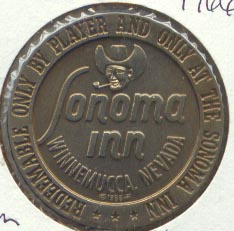 REDEEMABLE ONLY BY PLAYER AND ONLY AT THE SONOMA INN
Sonoma
Inn
WINNEMUCCA, NEVADA